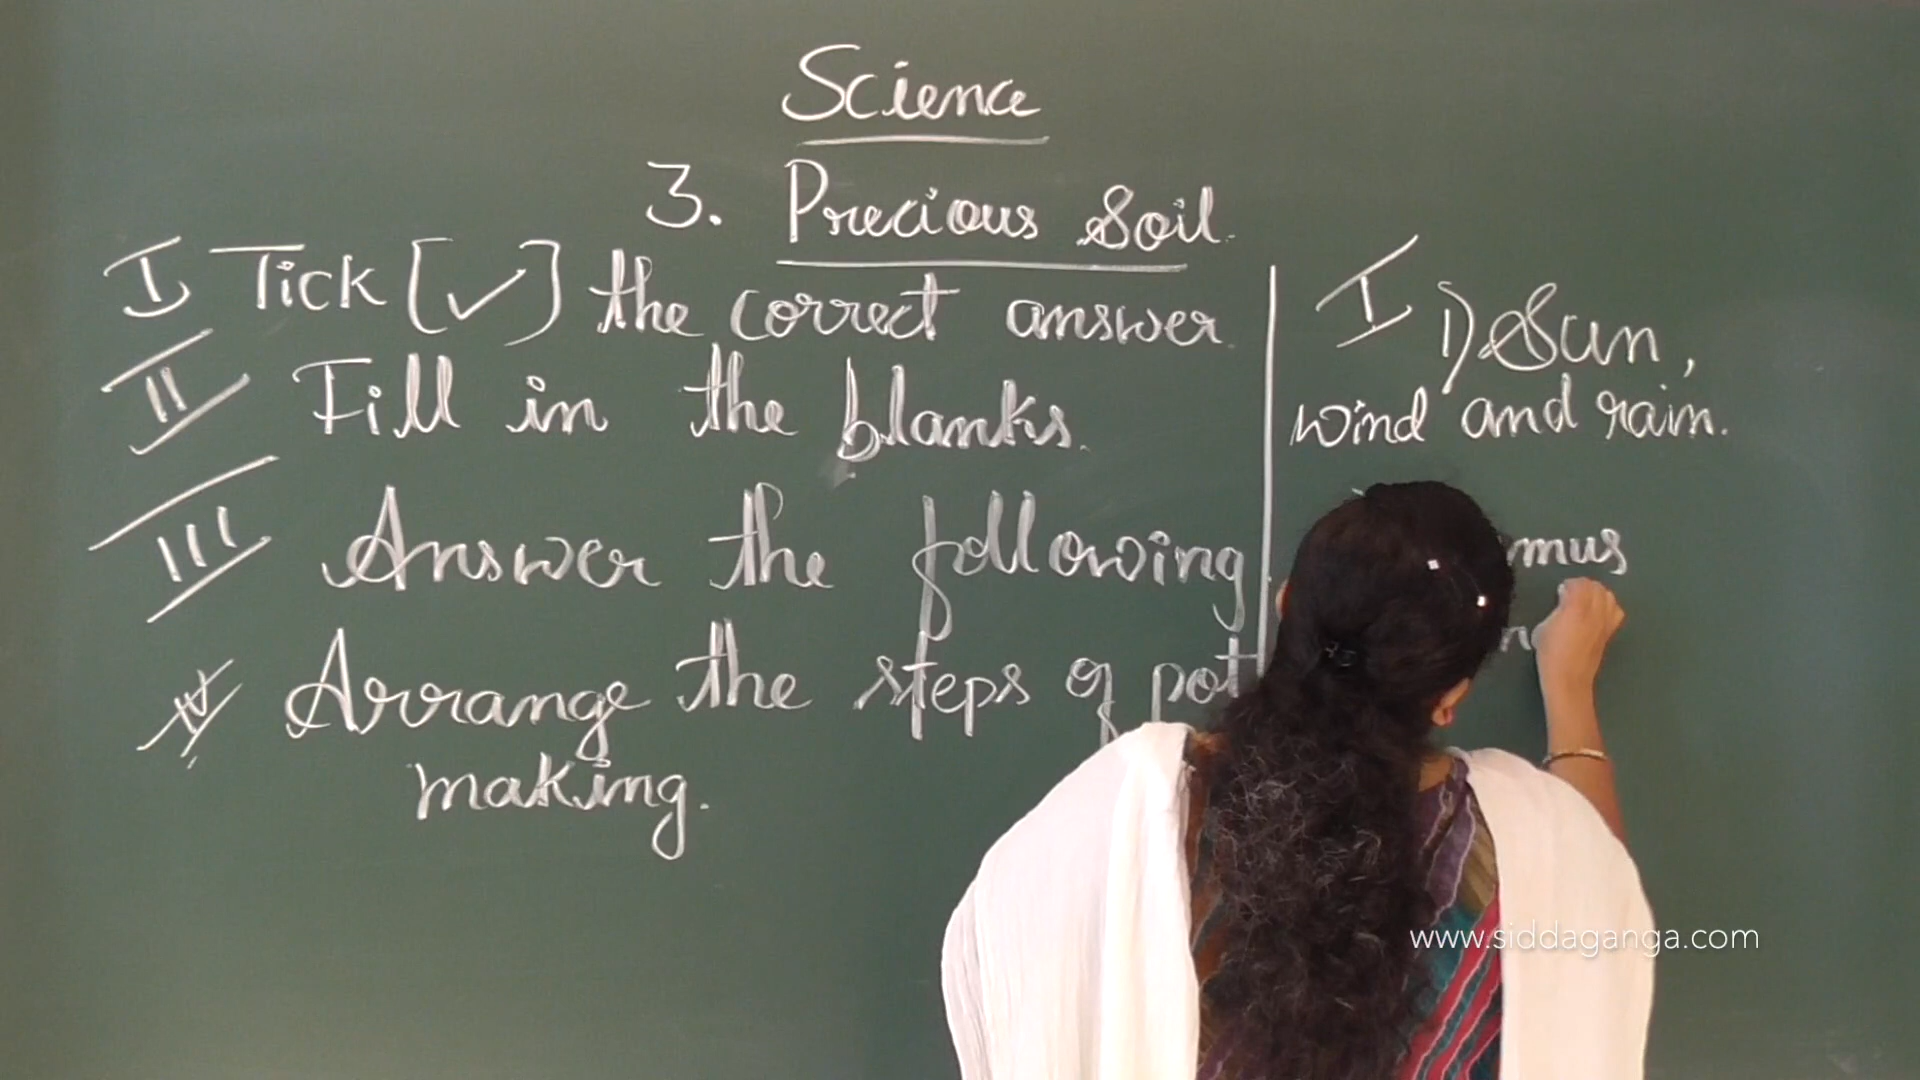 Science
3. Precious Soil.
I Tick [✓] the correct answer.
II Fill in the blanks.
III Answer the following
IV Arrange the steps of pot
making.
I 1) Sun,
wind and rain.
www.siddaganga.com